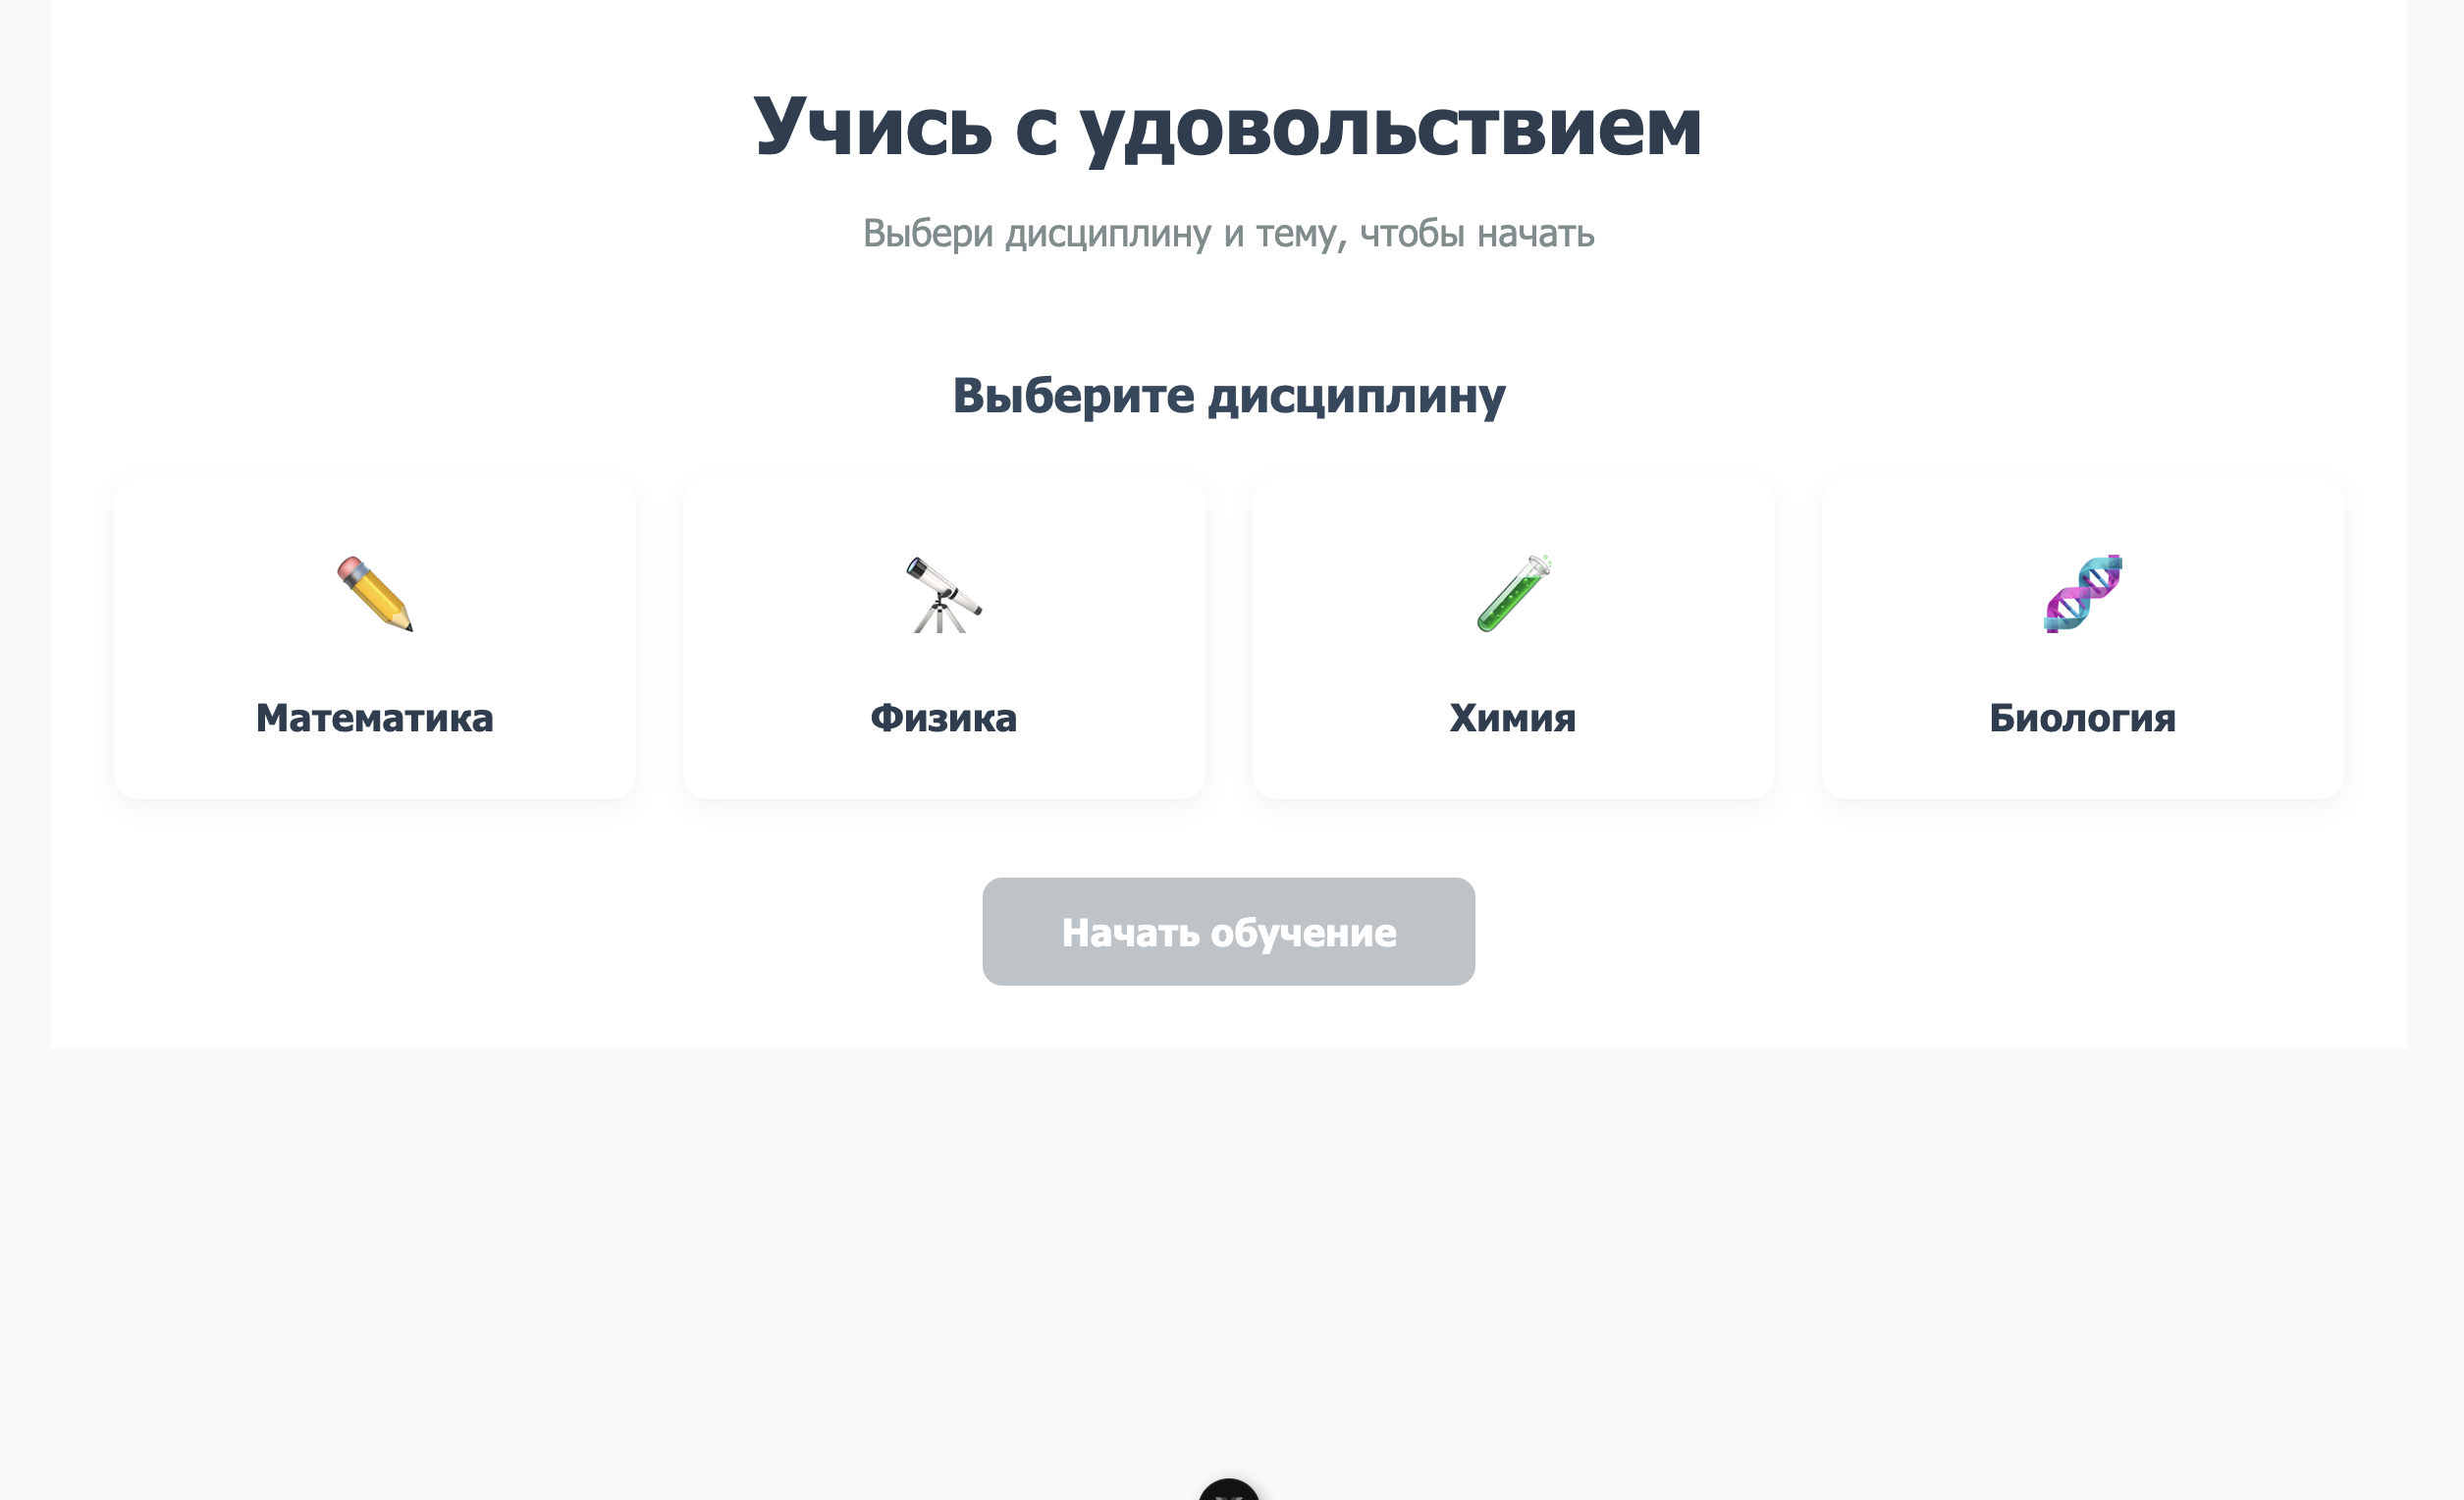 Учись с удовольствием
Выбери дисциплину и тему, чтобы начать
Выберите дисциплину
Математика
Физика
Химия
Биология
Начать обучение